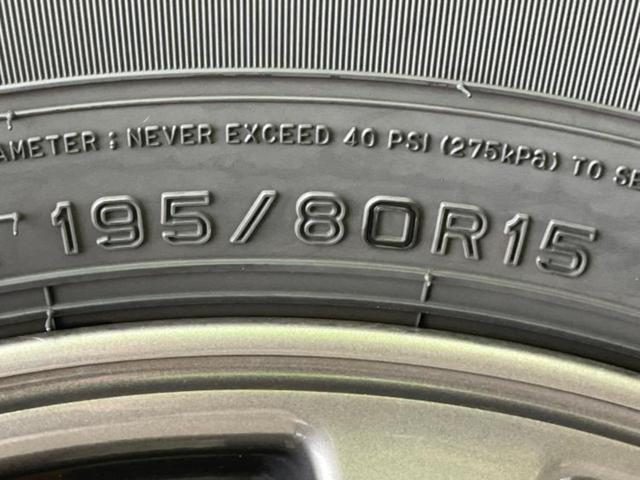 AMETER : NEVER EXCEED 40 PSI (275kPa) TO SE
195/80R15